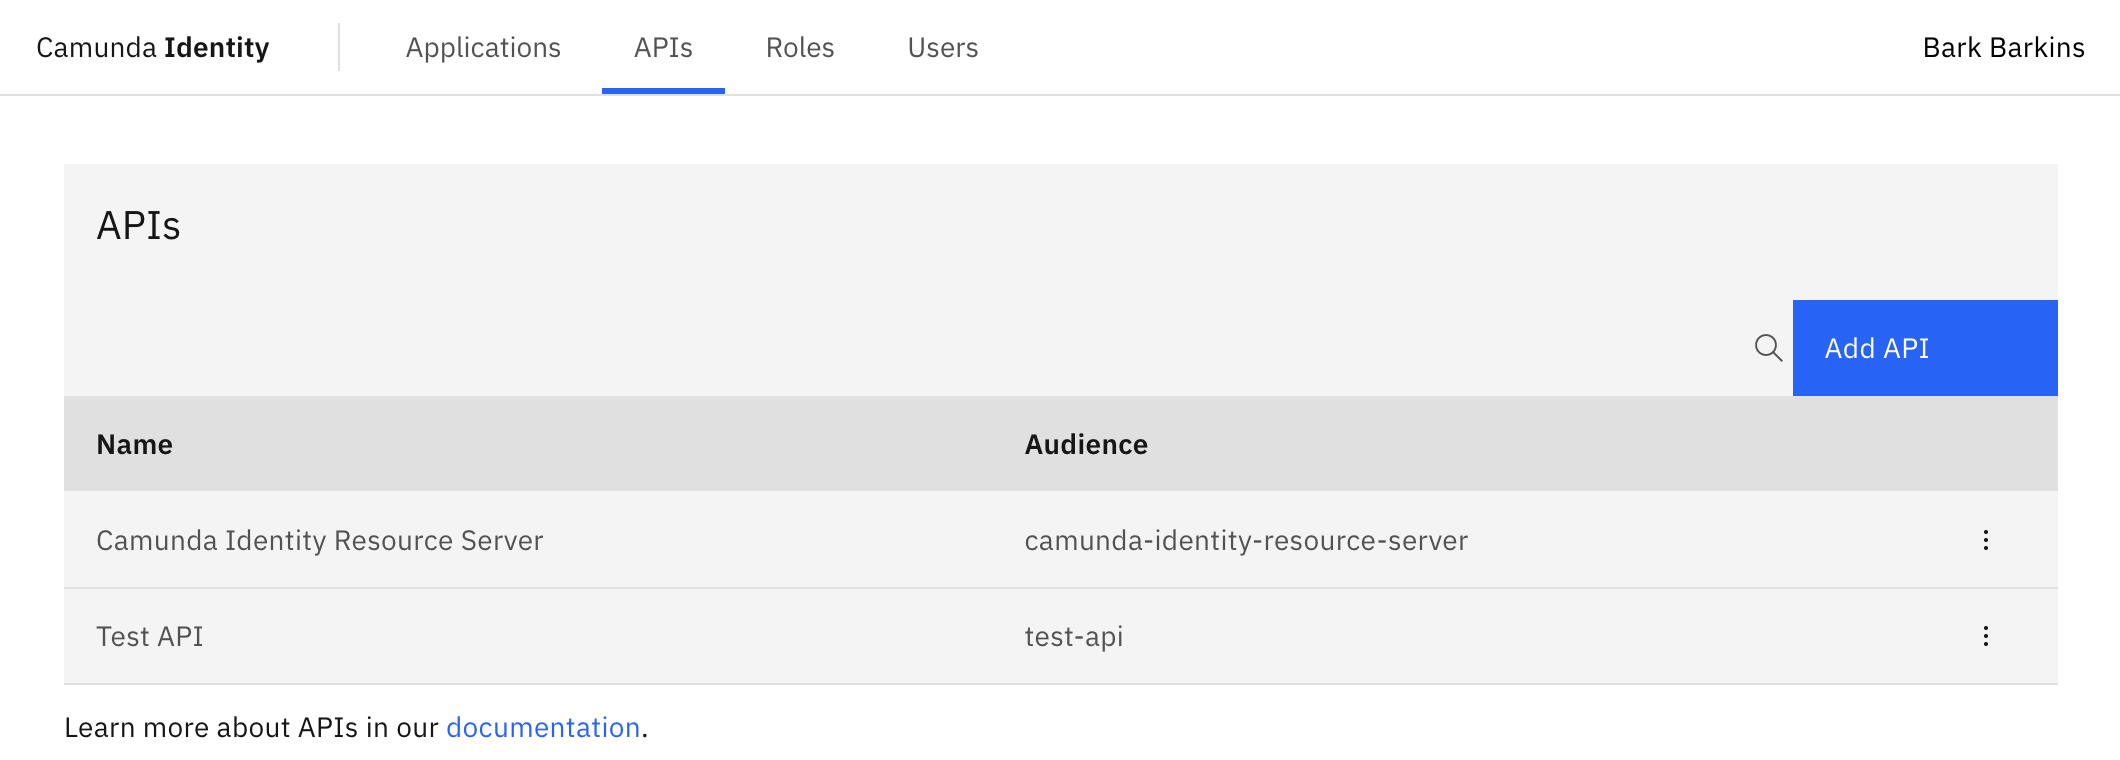 Camunda Identity Applications APIs Roles Users Bark Barkins
APIs
Add API
Name Audience
Camunda Identity Resource Server camunda-identity-resource-server
Test API test-api
Learn more about APIs in our documentation.